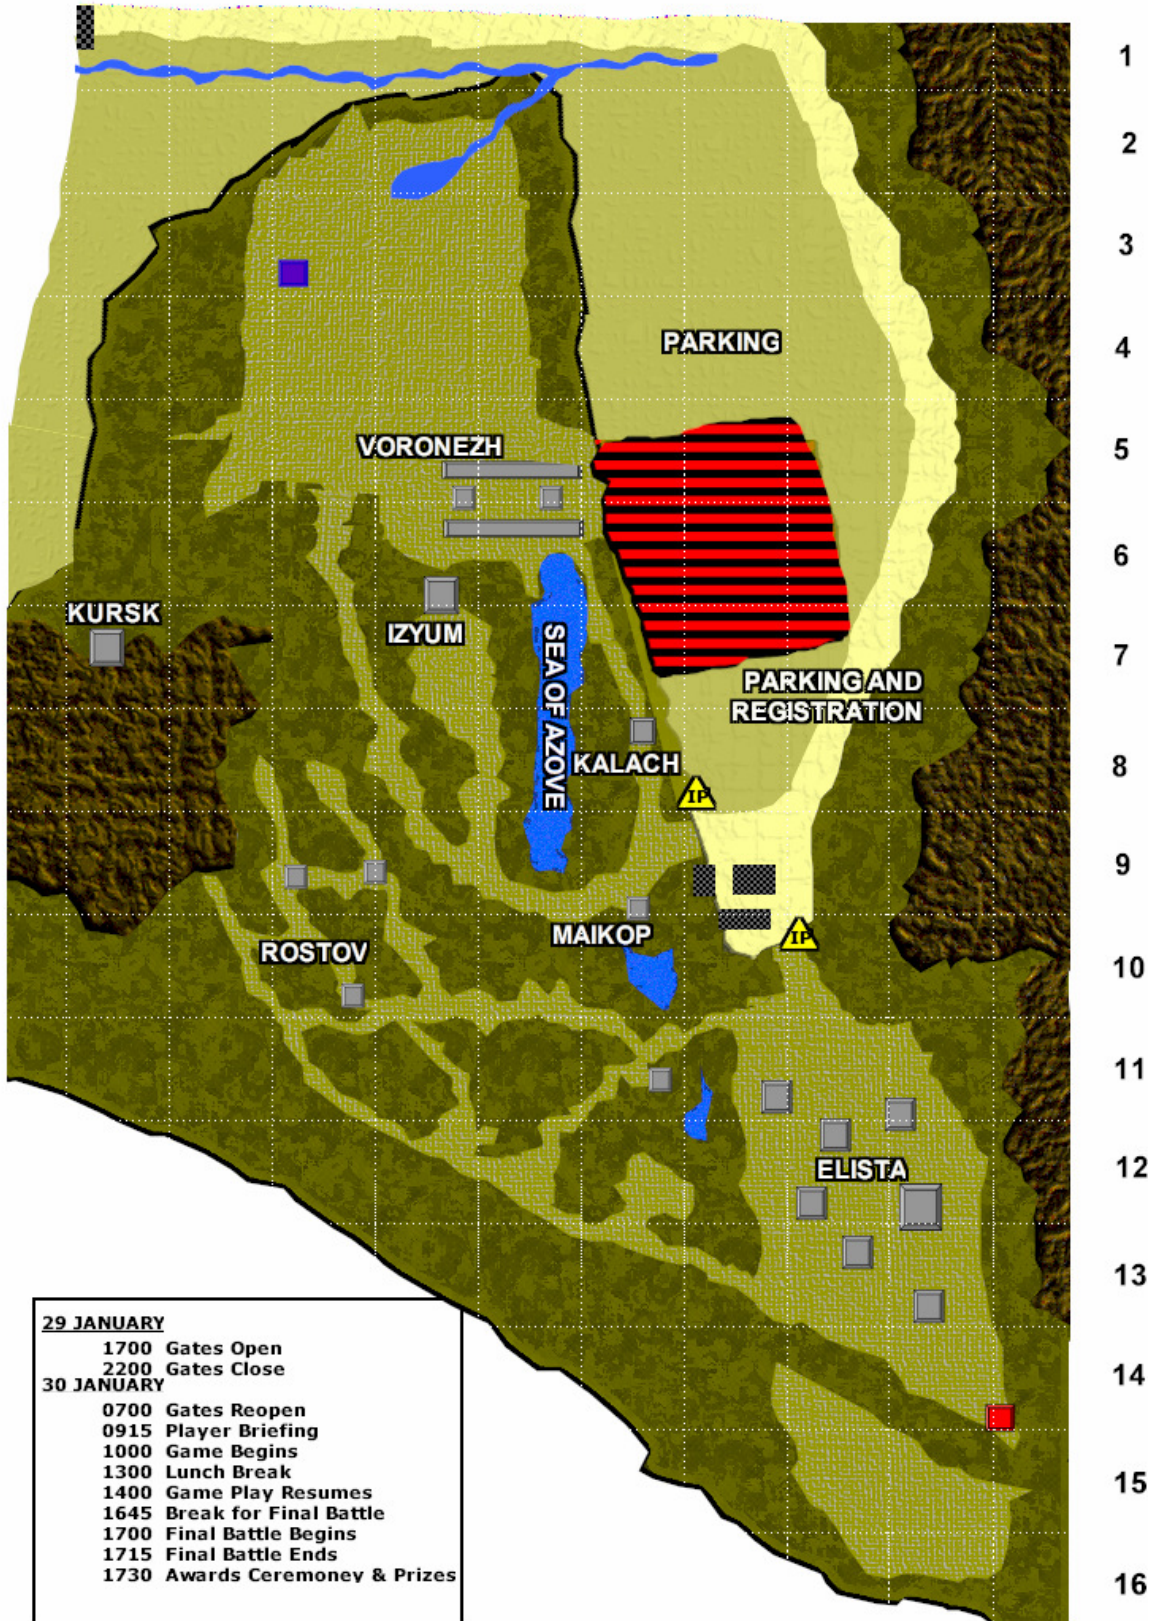 1
2
3
PARKING
4
VORONEZH
5
6
KURSK
IZYUM
SEA OF AZOVE
7
PARKING AND
REGISTRATION
KALACH
8
IP
9
MAIKOP
IP
ROSTOV
10
11
ELISTA
12
13
29 JANUARY
1700 Gates Open
2200 Gates Close
14
30 JANUARY
0700 Gates Reopen
0915 Player Briefing
1000 Game Begins
1300 Lunch Break
15
1400 Game Play Resumes
1645 Break for Final Battle
1700 Final Battle Begins
1715 Final Battle Ends
1730 Awards Ceremoney & Prizes
16